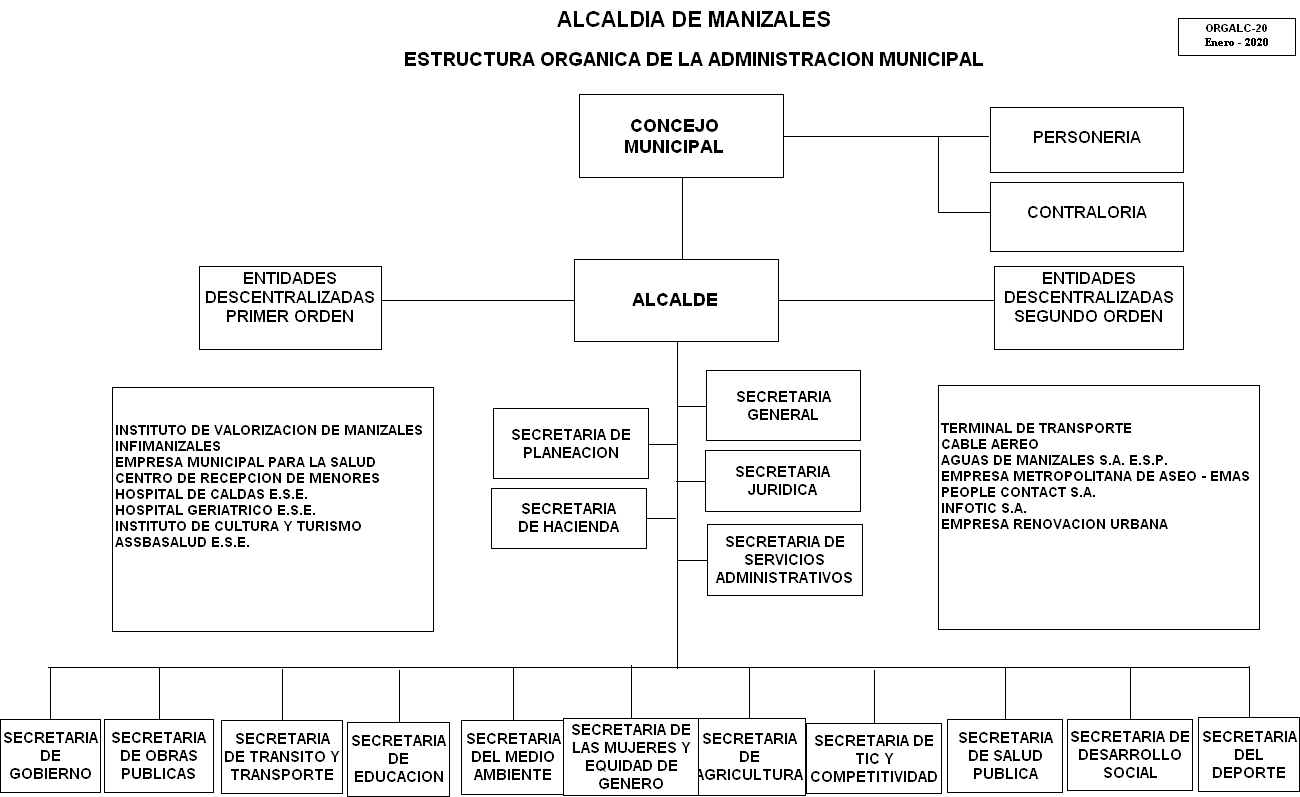 ALCALDIA DE MANIZALES
ORGALC-20
Enero - 2020
ESTRUCTURA ORGANICA DE LA ADMINISTRACION MUNICIPAL
CONCEJO
MUNICIPAL
PERSONERIA
CONTRALORIA
ENTIDADES
DESCENTRALIZADAS
PRIMER ORDEN
ALCALDE
ENTIDADES
DESCENTRALIZADAS
SEGUNDO ORDEN
INSTITUTO DE VALORIZACION DE MANIZALES
INFIMANIZALES
EMPRESA MUNICIPAL PARA LA SALUD
CENTRO DE RECEPCION DE MENORES
HOSPITAL DE CALDAS E.S.E.
HOSPITAL GERIATRICO E.S.E.
INSTITUTO DE CULTURA Y TURISMO
ASSBASALUD E.S.E.
SECRETARIA DE
PLANEACION
SECRETARIA
DE HACIENDA
SECRETARIA
GENERAL
SECRETARIA
JURIDICA
SECRETARIA DE
SERVICIOS
ADMINISTRATIVOS
TERMINAL DE TRANSPORTE
CABLE AEREO
AGUAS DE MANIZALES S.A. E.S.P.
EMPRESA METROPOLITANA DE ASEO - EMAS
PEOPLE CONTACT S.A.
INFOTIC S.A.
EMPRESA RENOVACION URBANA
SECRETARIA
DE
GOBIERNO
SECRETARIA
DE OBRAS
PUBLICAS
SECRETARIA
DE TRANSITO Y
TRANSPORTE
SECRETARIA
DE
EDUCACION
SECRETARIA
DEL MEDIO
AMBIENTE
SECRETARIA DE
LAS MUJERES Y
EQUIDAD DE
GENERO
SECRETARIA
DE
AGRICULTURA
SECRETARIA DE
TIC Y
COMPETITIVIDAD
SECRETARIA
DE SALUD
PUBLICA
SECRETARIA DE
DESARROLLO
SOCIAL
SECRETARIA
DEL
DEPORTE